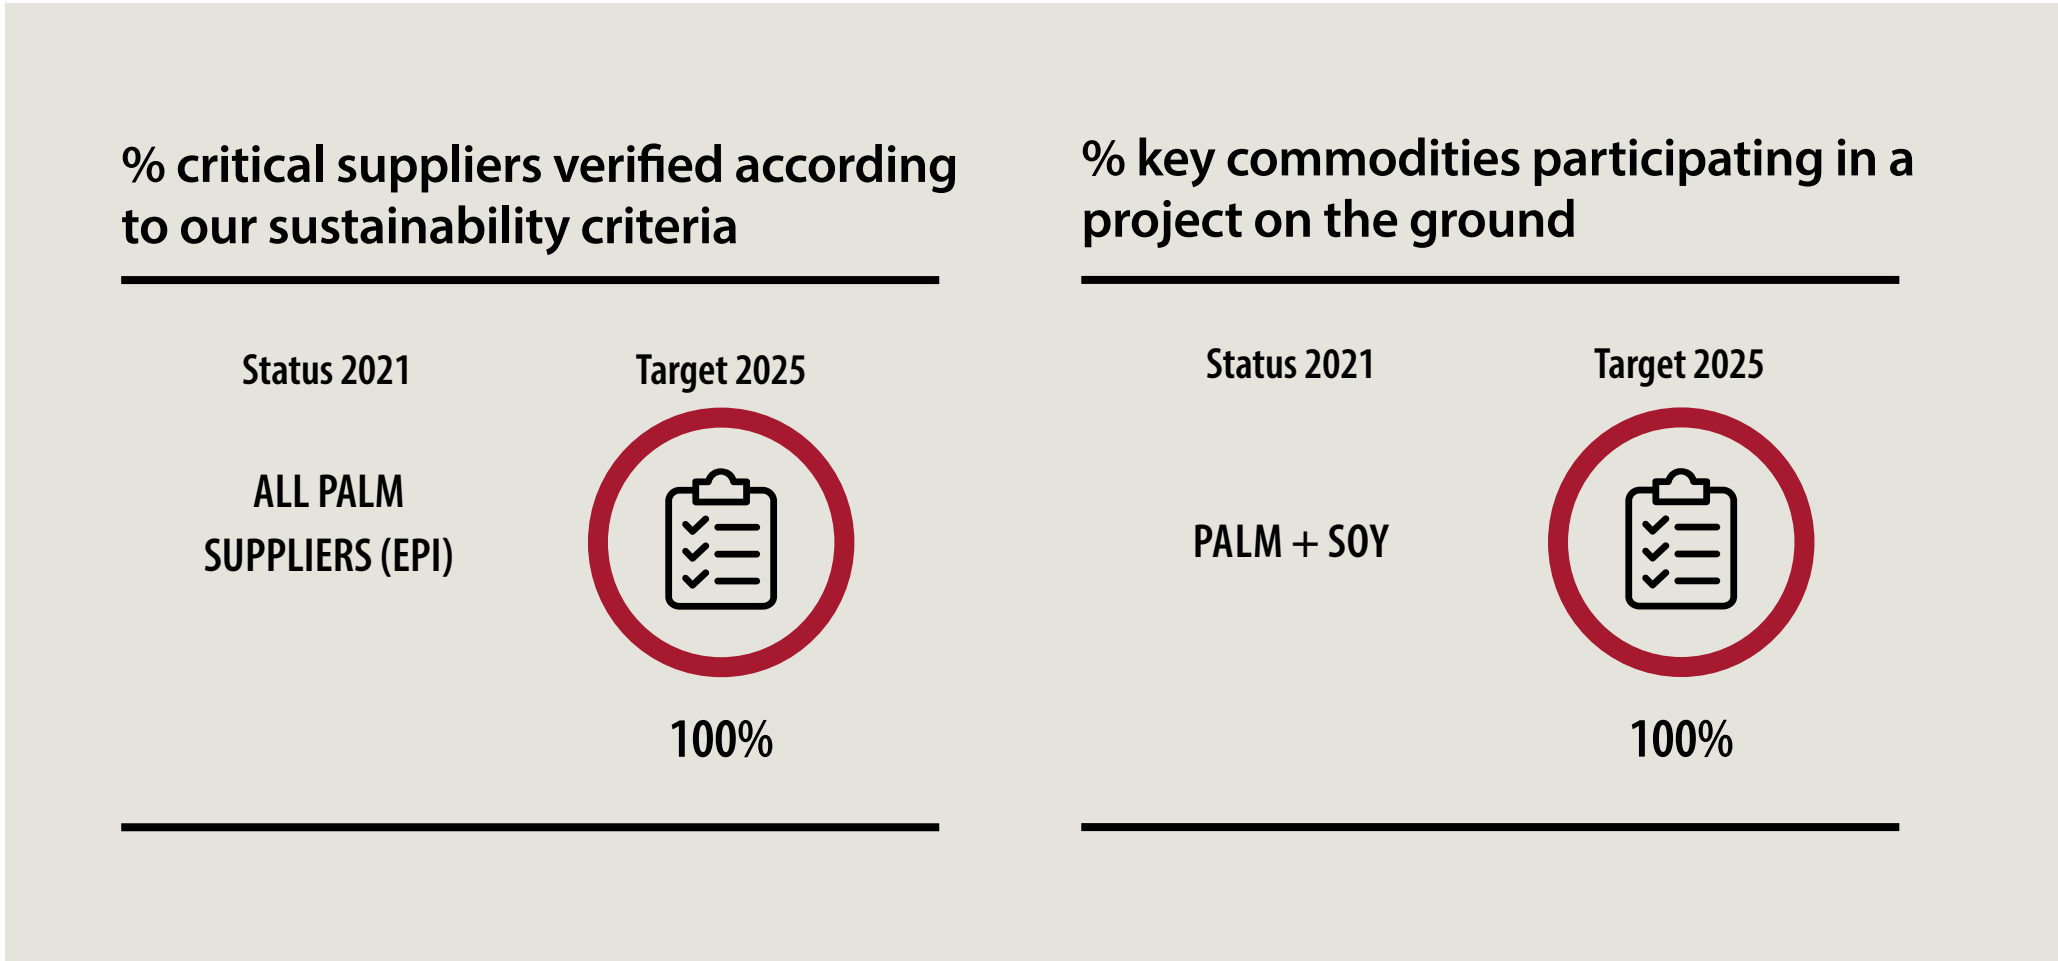 % critical suppliers verified according
to our sustainability criteria
Status 2021
Target 2025
ALL PALM
SUPPLIERS (EPI)
100%
% key commodities participating in a
project on the ground
Status 2021
Target 2025
PALM + SOY
100%